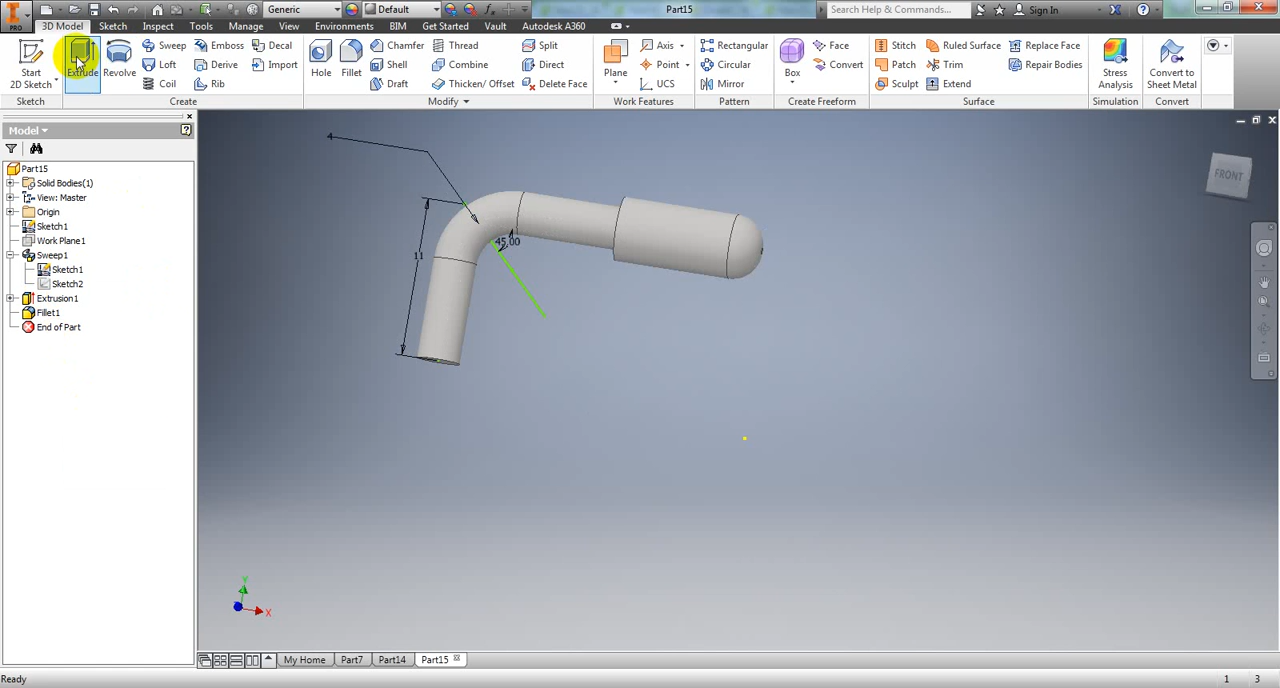 Generic
Default
fx
Part15
Search Help & Commands...
Sign In
PRO
3D Model
Sketch
Inspect
Tools
Manage
View
Environments
BIM
Get Started
Vault
Autodesk A360
Start
2D Sketch
Extrude
Revolve
Sweep
Loft
Coil
Emboss
Derive
Rib
Decal
Import
Hole
Fillet
Chamfer
Shell
Draft
Thread
Combine
Thicken/ Offset
Split
Direct
Delete Face
Plane
Axis
Point
UCS
Rectangular
Circular
Mirror
Box
Face
Convert
Stitch
Patch
Sculpt
Ruled Surface
Trim
Extend
Replace Face
Repair Bodies
Stress
Analysis
Convert to
Sheet Metal
Sketch
Create
Modify
Work Features
Pattern
Create Freeform
Surface
Simulation
Convert
Model
Part15
Solid Bodies(1)
View: Master
Origin
Sketch1
Work Plane1
Sweep1
Sketch1
Sketch2
Extrusion1
Fillet1
End of Part
4
45,00
11
FRONT
Y
X
My Home
Part7
Part14
Part15
Ready
1
3